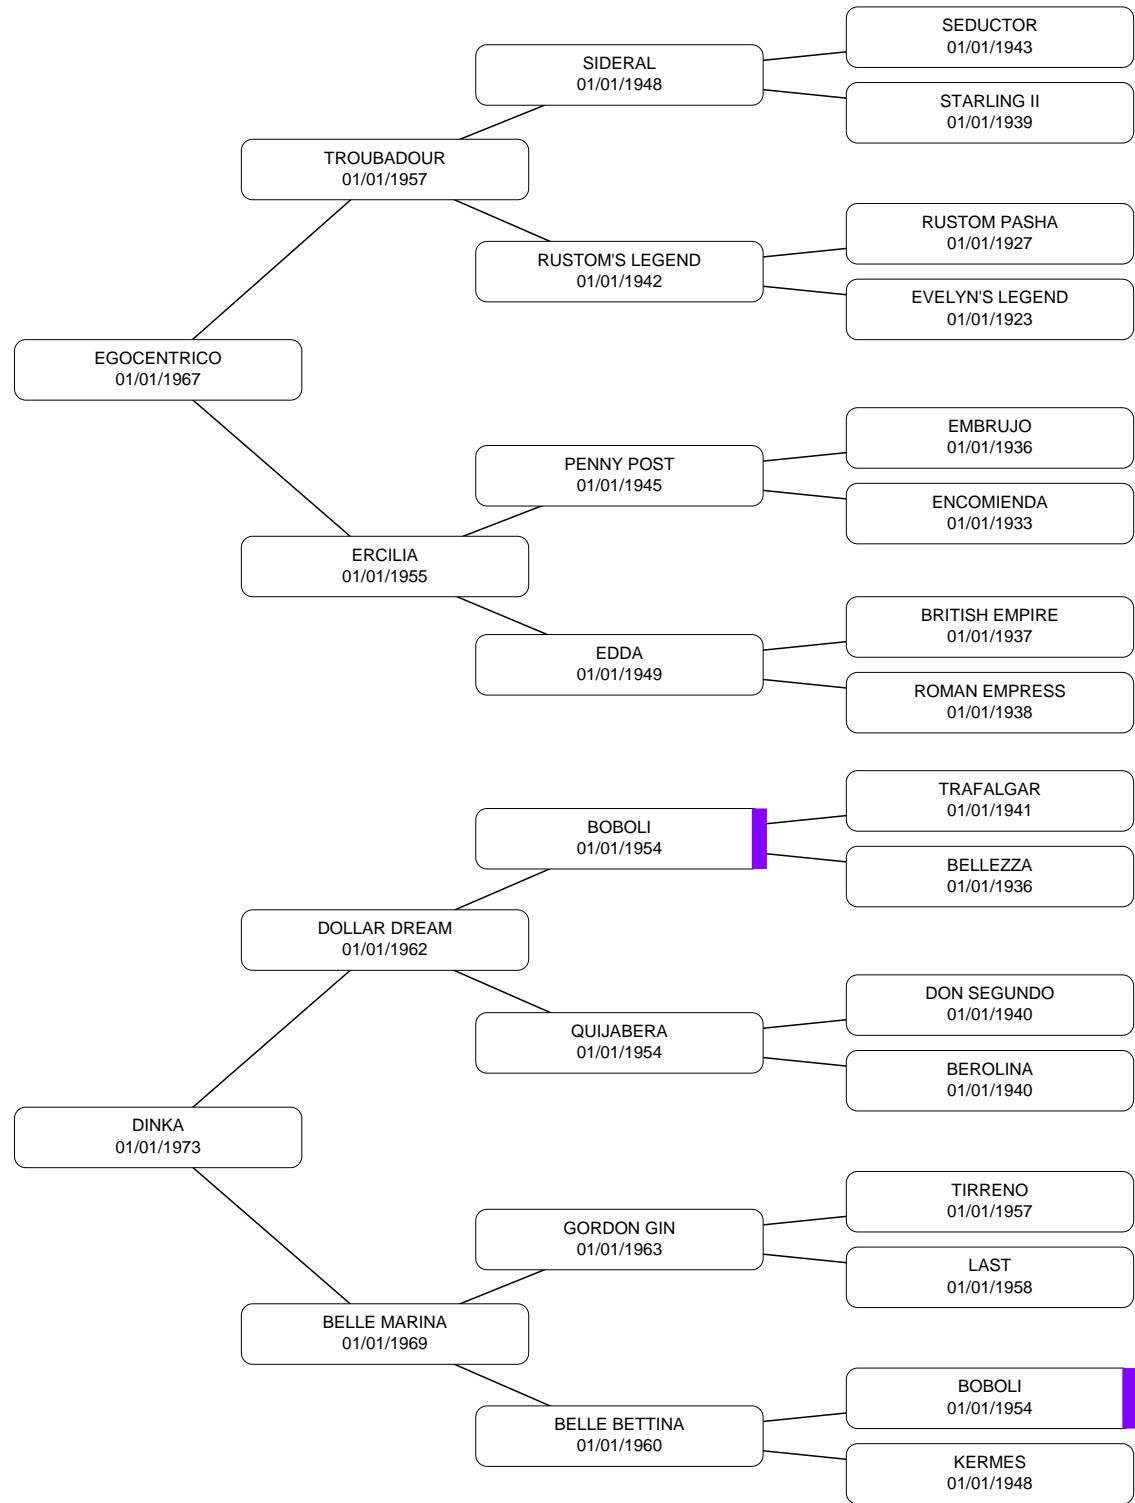 SEDUCTOR
01/01/1943
SIDERAL
01/01/1948
STARLING II
01/01/1939
TROUBADOUR
01/01/1957
RUSTOM PASHA
01/01/1927
RUSTOM'S LEGEND
01/01/1942
EVELYN'S LEGEND
01/01/1923
EGOCENTRICO
01/01/1967
EMBRUJO
01/01/1936
PENNY POST
01/01/1945
ENCOMIENDA
01/01/1933
ERCILIA
01/01/1955
BRITISH EMPIRE
01/01/1937
EDDA
01/01/1949
ROMAN EMPRESS
01/01/1938
TRAFALGAR
01/01/1941
BOBOLI
01/01/1954
BELLEZZA
01/01/1936
DOLLAR DREAM
01/01/1962
DON SEGUNDO
01/01/1940
QUIJABERA
01/01/1954
BEROLINA
01/01/1940
DINKA
01/01/1973
TIRRENO
01/01/1957
GORDON GIN
01/01/1963
LAST
01/01/1958
BELLE MARINA
01/01/1969
BOBOLI
01/01/1954
BELLE BETTINA
01/01/1960
KERMES
01/01/1948